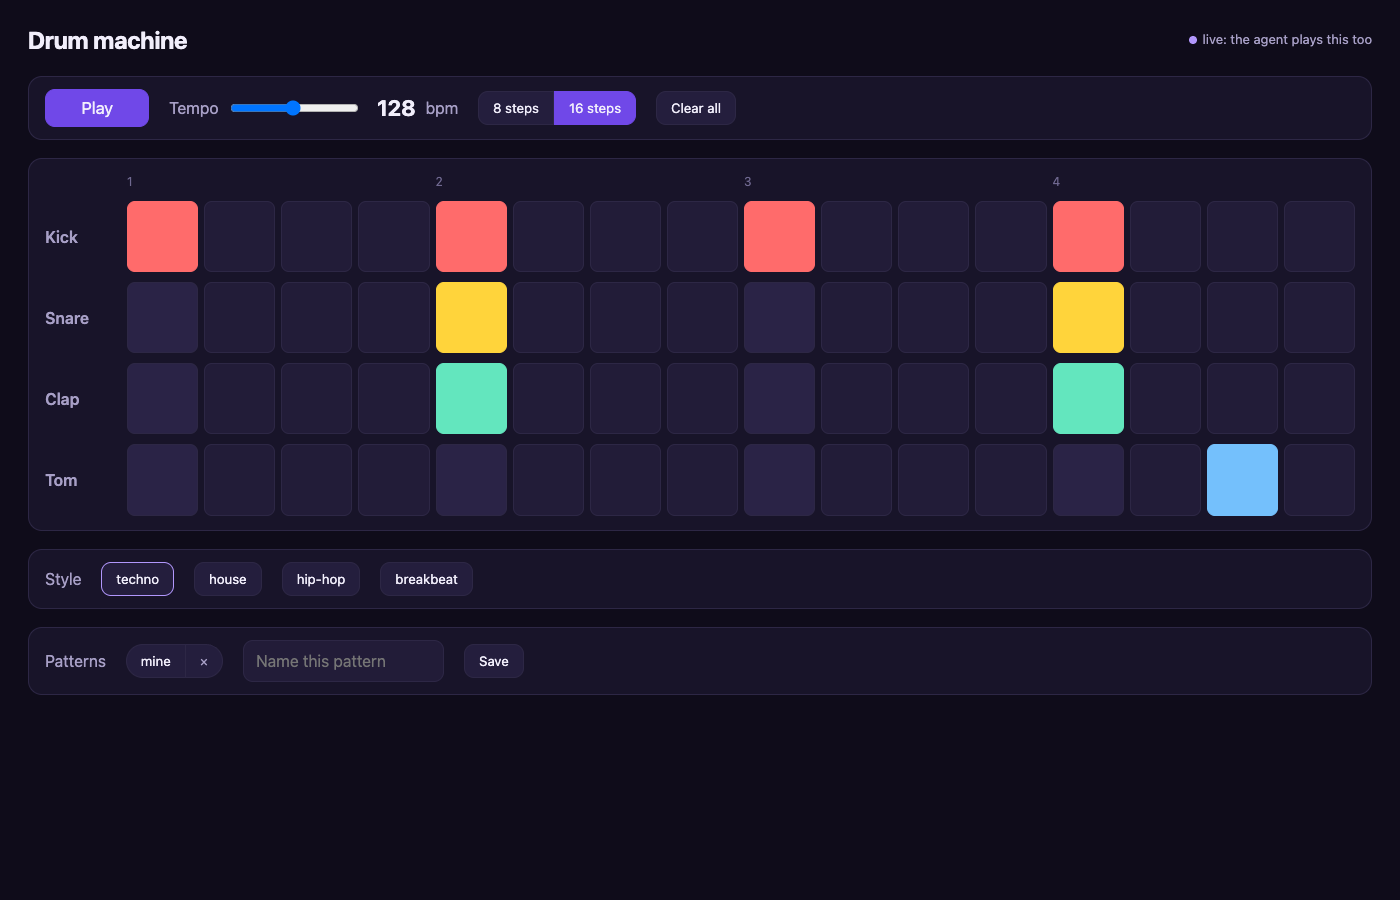 Drum machine
live: the agent plays this too
Play Tempo 128 bpm 8 steps 16 steps Clear all
1 2 3 4
Kick
Snare
Clap
Tom
Style techno house hip-hop breakbeat
Patterns mine × Name this pattern Save